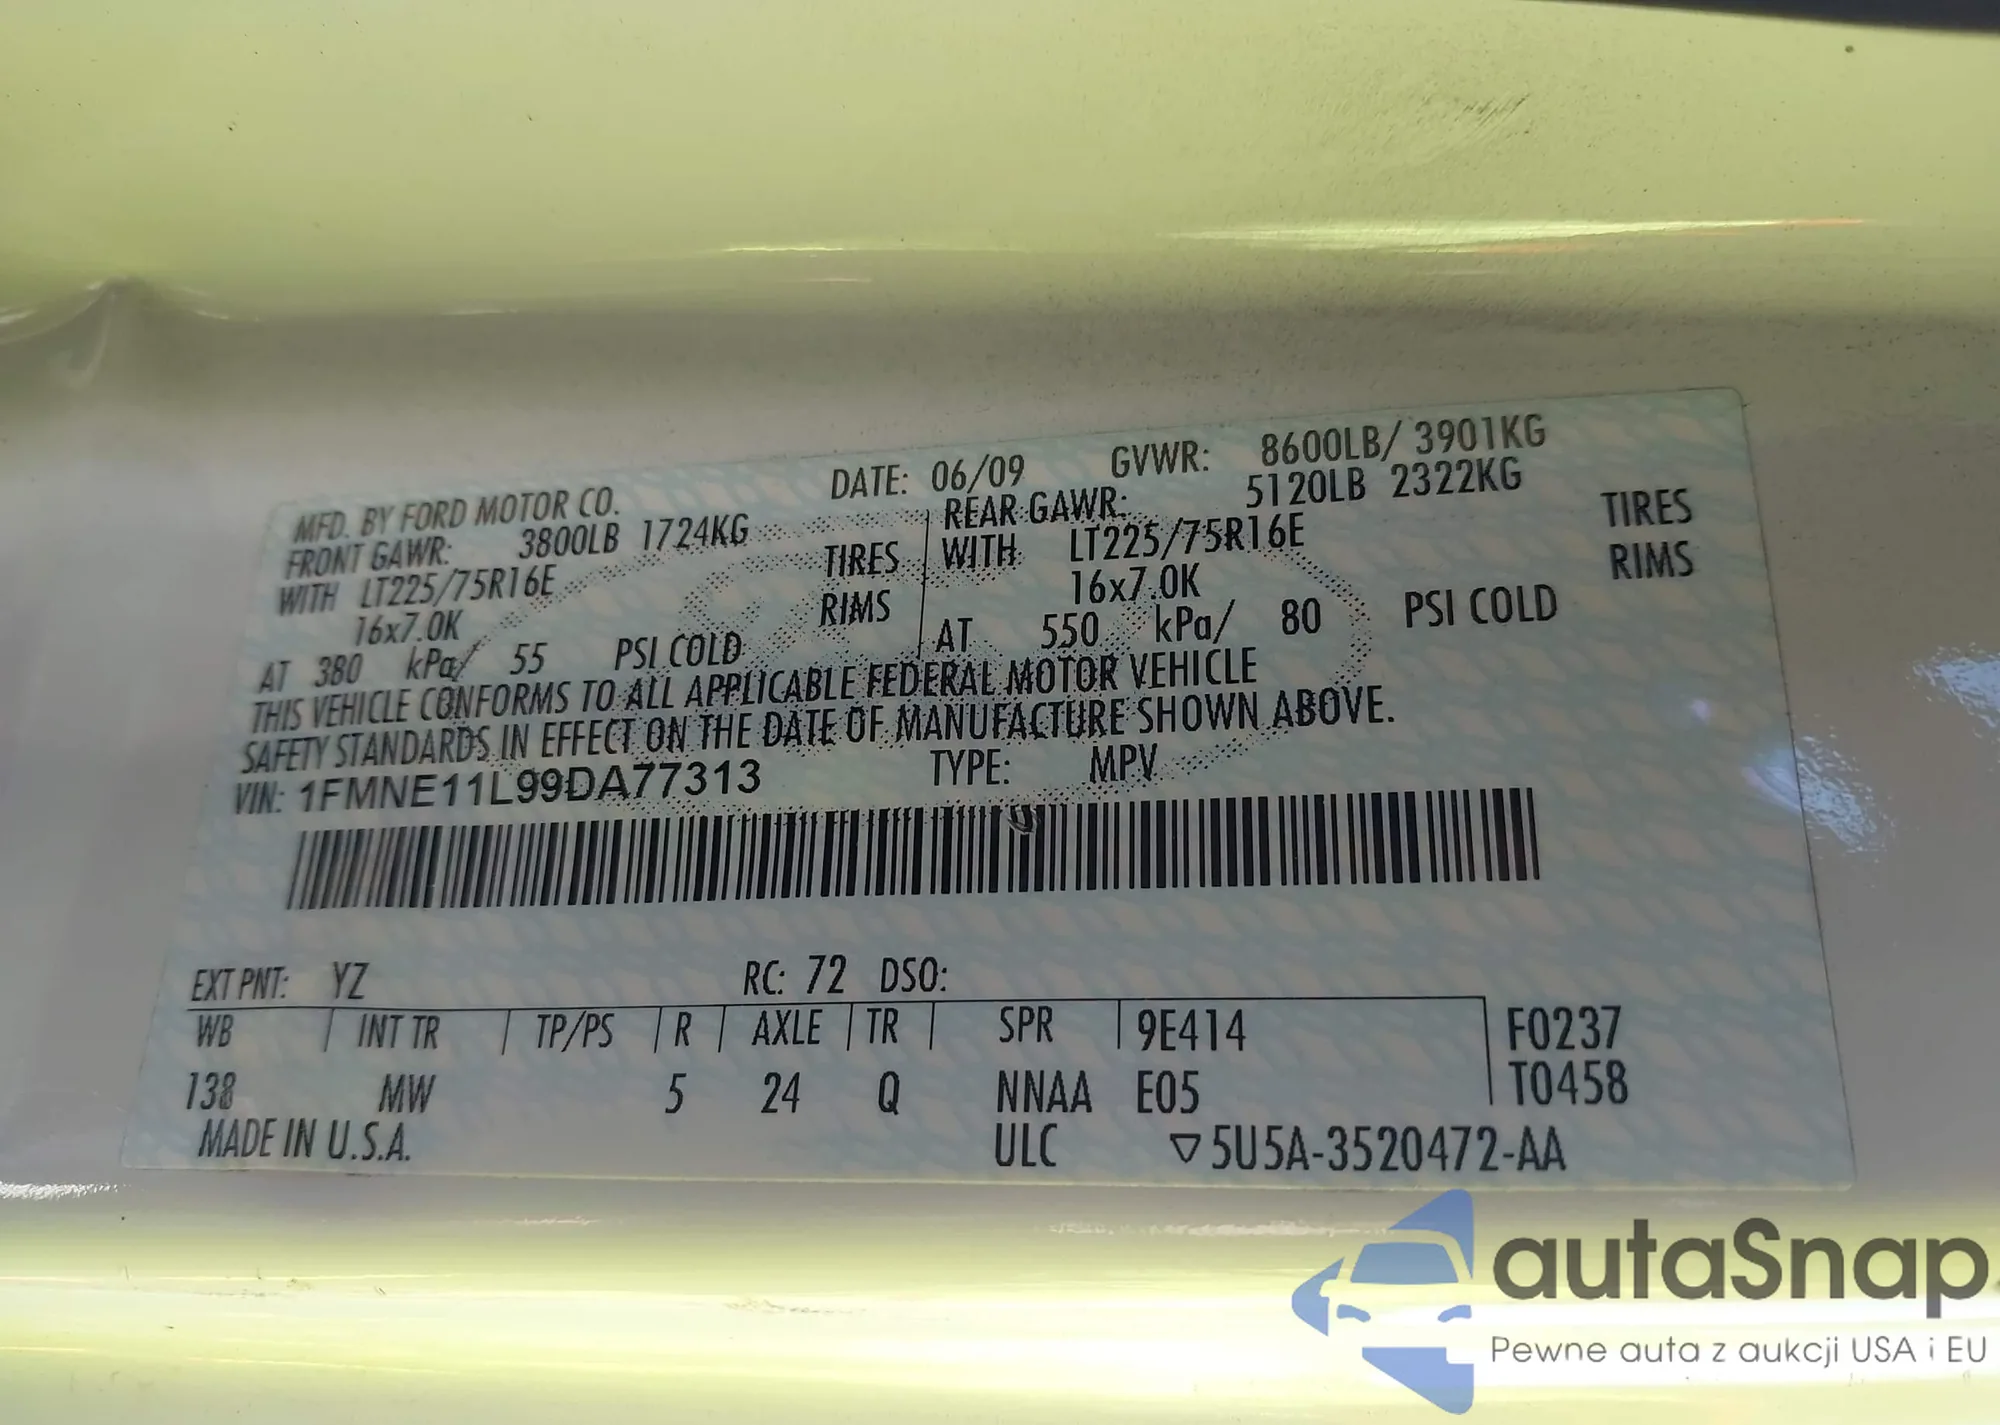 MFD. BY FORD MOTOR CO. DATE: 06/09 GVWR: 8600LB/ 3901KG
FRONT GAWR: 3800LB 1724KG REAR GAWR: 5120LB 2322KG
WITH LT225/75R16E TIRES WITH LT225/75R16E TIRES
16x7.0K RIMS 16x7.0K RIMS
AT 380 kPa/ 55 PSI COLD AT 550 kPa/ 80 PSI COLD
THIS VEHICLE CONFORMS TO ALL APPLICABLE FEDERAL MOTOR VEHICLE
SAFETY STANDARDS IN EFFECT ON THE DATE OF MANUFACTURE SHOWN ABOVE.
VIN: 1FMNE11L99DA77313 TYPE: MPV
EXT PNT: YZ RC: 72 DSO:
WB INT TR TP/PS R AXLE TR SPR 9E414 F0237
138 MW 5 24 Q NNAA E05 T0458
MADE IN U.S.A. ULC ▽5U5A-3520472-AA
autaSnap
Pewne auta z aukcji USA i EU